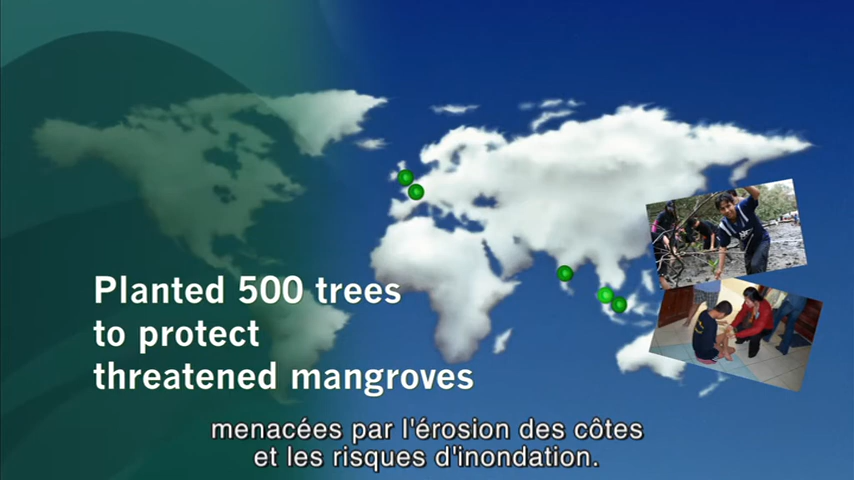 Planted 500 trees
to protect
threatened mangroves
menacées par l'érosion des côtes
et les risques d'inondation.